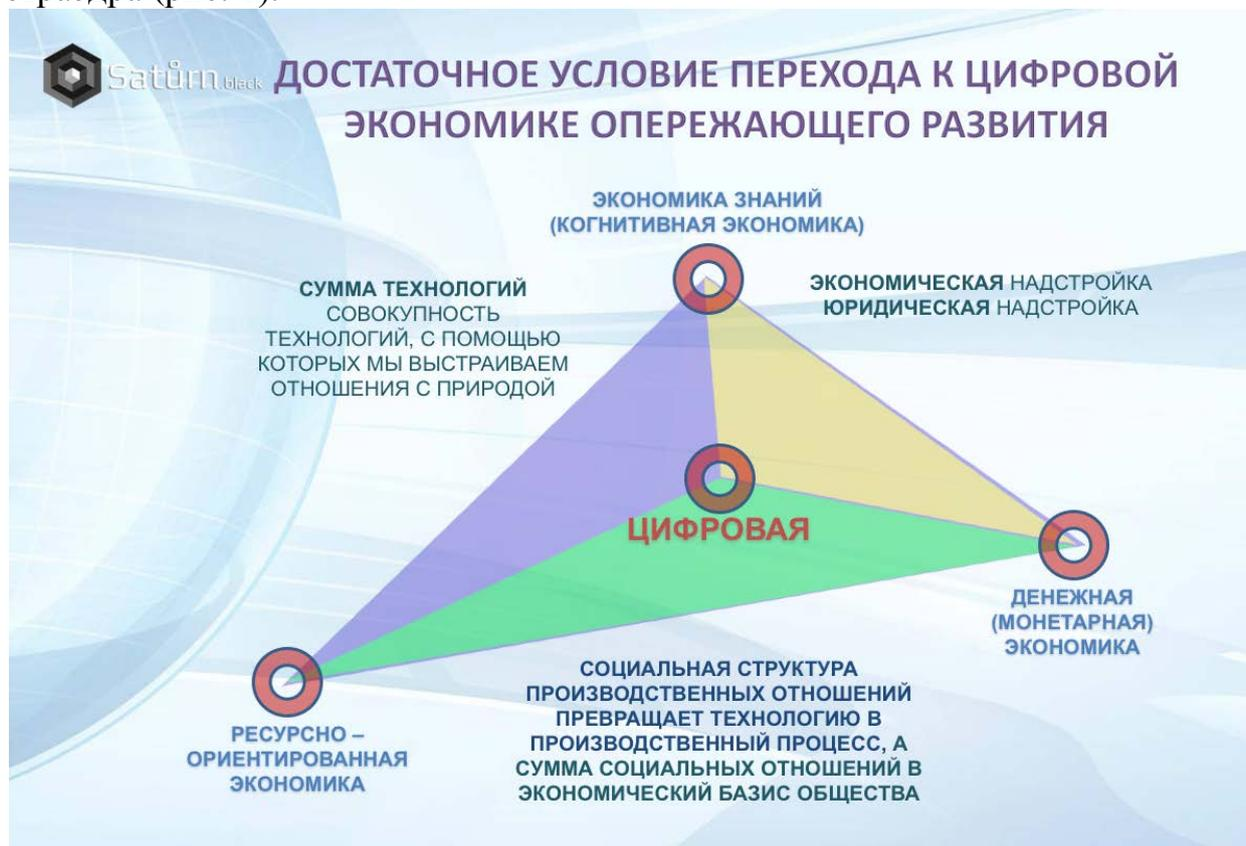 Satûrn black
ДОСТАТОЧНОЕ УСЛОВИЕ ПЕРЕХОДА К ЦИФРОВОЙ
ЭКОНОМИКЕ ОПЕРЕЖАЮЩЕГО РАЗВИТИЯ
ЭКОНОМИКА ЗНАНИЙ
(КОГНИТИВНАЯ ЭКОНОМИКА)
СУММА ТЕХНОЛОГИЙ
СОВОКУПНОСТЬ
ТЕХНОЛОГИЙ, С ПОМОЩЬЮ
КОТОРЫХ МЫ ВЫСТРАИВАЕМ
ОТНОШЕНИЯ С ПРИРОДОЙ
ЭКОНОМИЧЕСКАЯ НАДСТРОЙКА
ЮРИДИЧЕСКАЯ НАДСТРОЙКА
ЦИФРОВАЯ
ДЕНЕЖНАЯ
(МОНЕТАРНАЯ)
ЭКОНОМИКА
РЕСУРСНО –
ОРИЕНТИРОВАННАЯ
ЭКОНОМИКА
СОЦИАЛЬНАЯ СТРУКТУРА
ПРОИЗВОДСТВЕННЫХ ОТНОШЕНИЙ
ПРЕВРАЩАЕТ ТЕХНОЛОГИЮ В
ПРОИЗВОДСТВЕННЫЙ ПРОЦЕСС, А
СУММА СОЦИАЛЬНЫХ ОТНОШЕНИЙ В
ЭКОНОМИЧЕСКИЙ БАЗИС ОБЩЕСТВА